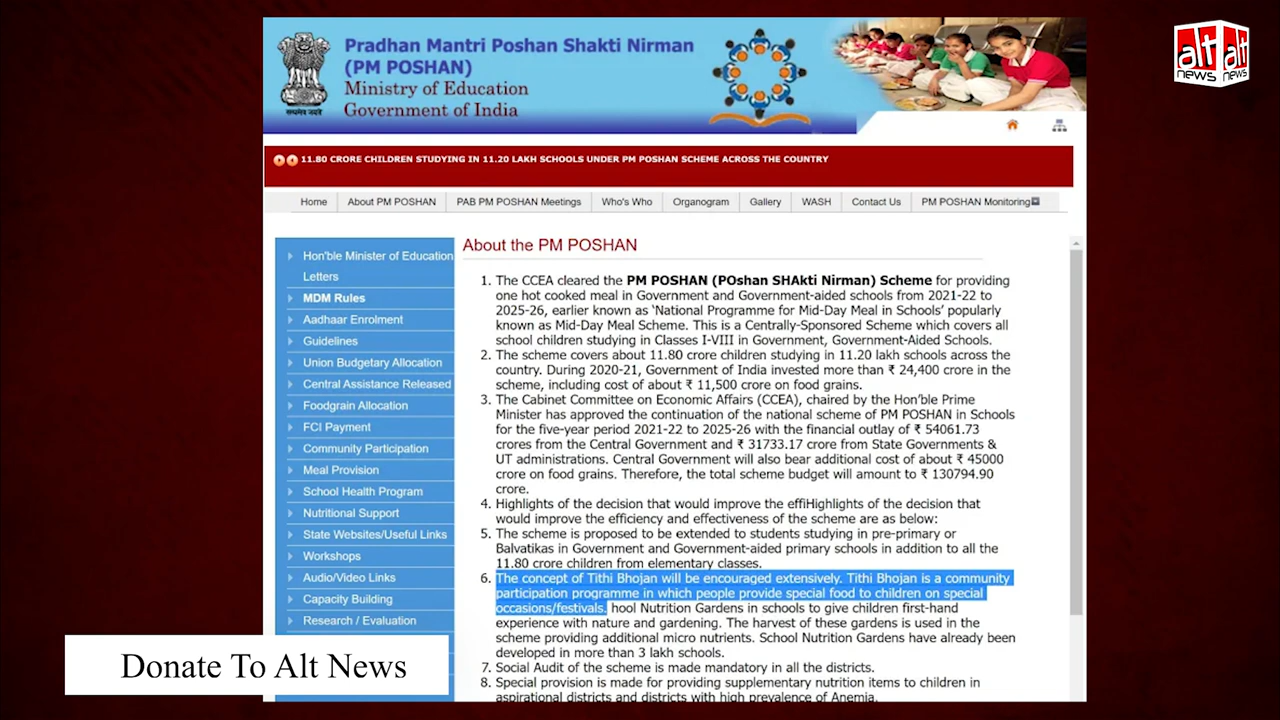 Pradhan Mantri Poshan Shakti Nirman
(PM POSHAN)
Ministry of Education
Government of India
सत्यमेव जयते
alt
news
alt
news
11.80 CRORE CHILDREN STUDYING IN 11.20 LAKH SCHOOLS UNDER PM POSHAN SCHEME ACROSS THE COUNTRY
Home About PM POSHAN PAB PM POSHAN Meetings Who's Who Organogram Gallery WASH Contact Us PM POSHAN Monitoring
Hon'ble Minister of Education
Letters
MDM Rules
Aadhaar Enrolment
Guidelines
Union Budgetary Allocation
Central Assistance Released
Foodgrain Allocation
FCI Payment
Community Participation
Meal Provision
School Health Program
Nutritional Support
State Websites/Useful Links
Workshops
Audio/Video Links
Capacity Building
Research / Evaluation
About the PM POSHAN
1. The CCEA cleared the PM POSHAN (POshan SHAkti Nirman) Scheme for providing
one hot cooked meal in Government and Government-aided schools from 2021-22 to
2025-26, earlier known as ‘National Programme for Mid-Day Meal in Schools’ popularly
known as Mid-Day Meal Scheme. This is a Centrally-Sponsored Scheme which covers all
school children studying in Classes I-VIII in Government, Government-Aided Schools.
2. The scheme covers about 11.80 crore children studying in 11.20 lakh schools across the
country. During 2020-21, Government of India invested more than ₹ 24,400 crore in the
scheme, including cost of about ₹ 11,500 crore on food grains.
3. The Cabinet Committee on Economic Affairs (CCEA), chaired by the Hon’ble Prime
Minister has approved the continuation of the national scheme of PM POSHAN in Schools
for the five-year period 2021-22 to 2025-26 with the financial outlay of ₹ 54061.73
crores from the Central Government and ₹ 31733.17 crore from State Governments &
UT administrations. Central Government will also bear additional cost of about ₹ 45000
crore on food grains. Therefore, the total scheme budget will amount to ₹ 130794.90
crore.
4. Highlights of the decision that would improve the effiHighlights of the decision that
would improve the efficiency and effectiveness of the scheme are as below:
5. The scheme is proposed to be extended to students studying in pre-primary or
Balvatikas in Government and Government-aided primary schools in addition to all the
11.80 crore children from elementary classes.
6. The concept of Tithi Bhojan will be encouraged extensively. Tithi Bhojan is a community
participation programme in which people provide special food to children on special
occasions/festivals. hool Nutrition Gardens in schools to give children first-hand
experience with nature and gardening. The harvest of these gardens is used in the
scheme providing additional micro nutrients. School Nutrition Gardens have already been
developed in more than 3 lakh schools.
7. Social Audit of the scheme is made mandatory in all the districts.
8. Special provision is made for providing supplementary nutrition items to children in
aspirational districts and districts with high prevalence of Anemia.
Donate To Alt News